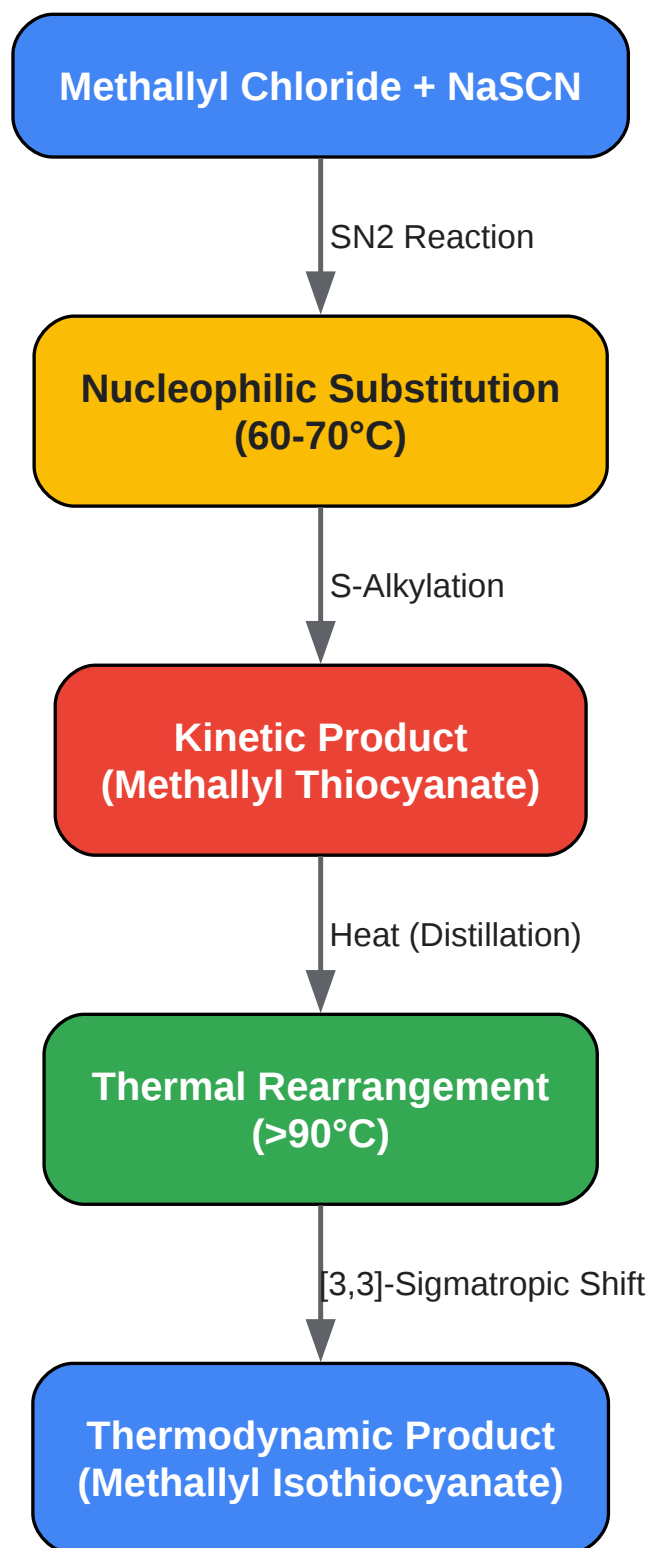 Methallyl Chloride + NaSCN
SN2 Reaction
Nucleophilic Substitution
(60-70°C)
S-Alkylation
Kinetic Product
(Methallyl Thiocyanate)
Heat (Distillation)
Thermal Rearrangement
(>90°C)
[3,3]-Sigmatropic Shift
Thermodynamic Product
(Methallyl Isothiocyanate)